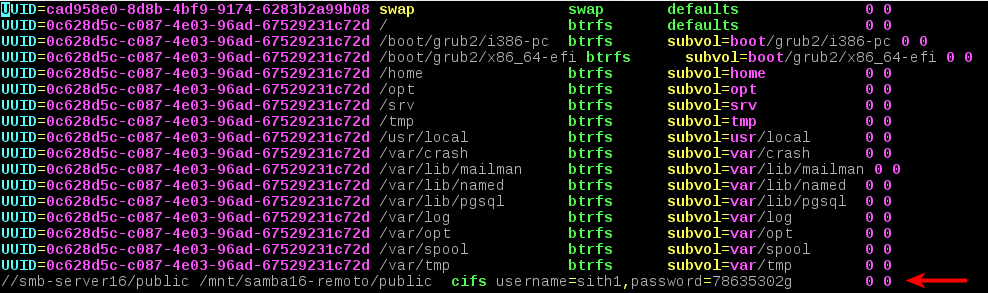 UUID=cad958e0-8d8b-4bf9-9174-6283b2a99b08 swap swap defaults 0 0
UUID=0c628d5c-c087-4e03-96ad-67529231c72d / btrfs defaults 0 0
UUID=0c628d5c-c087-4e03-96ad-67529231c72d /boot/grub2/i386-pc btrfs subvol=boot/grub2/i386-pc 0 0
UUID=0c628d5c-c087-4e03-96ad-67529231c72d /boot/grub2/x86_64-efi btrfs subvol=boot/grub2/x86_64-efi 0 0
UUID=0c628d5c-c087-4e03-96ad-67529231c72d /home btrfs subvol=home 0 0
UUID=0c628d5c-c087-4e03-96ad-67529231c72d /opt btrfs subvol=opt 0 0
UUID=0c628d5c-c087-4e03-96ad-67529231c72d /srv btrfs subvol=srv 0 0
UUID=0c628d5c-c087-4e03-96ad-67529231c72d /tmp btrfs subvol=tmp 0 0
UUID=0c628d5c-c087-4e03-96ad-67529231c72d /usr/local btrfs subvol=usr/local 0 0
UUID=0c628d5c-c087-4e03-96ad-67529231c72d /var/crash btrfs subvol=var/crash 0 0
UUID=0c628d5c-c087-4e03-96ad-67529231c72d /var/lib/mailman btrfs subvol=var/lib/mailman 0 0
UUID=0c628d5c-c087-4e03-96ad-67529231c72d /var/lib/named btrfs subvol=var/lib/named 0 0
UUID=0c628d5c-c087-4e03-96ad-67529231c72d /var/lib/pgsql btrfs subvol=var/lib/pgsql 0 0
UUID=0c628d5c-c087-4e03-96ad-67529231c72d /var/log btrfs subvol=var/log 0 0
UUID=0c628d5c-c087-4e03-96ad-67529231c72d /var/opt btrfs subvol=var/opt 0 0
UUID=0c628d5c-c087-4e03-96ad-67529231c72d /var/spool btrfs subvol=var/spool 0 0
UUID=0c628d5c-c087-4e03-96ad-67529231c72d /var/tmp btrfs subvol=var/tmp 0 0
//smb-server16/public /mnt/samba16-remoto/public cifs username=sith1,password=78635302g 0 0